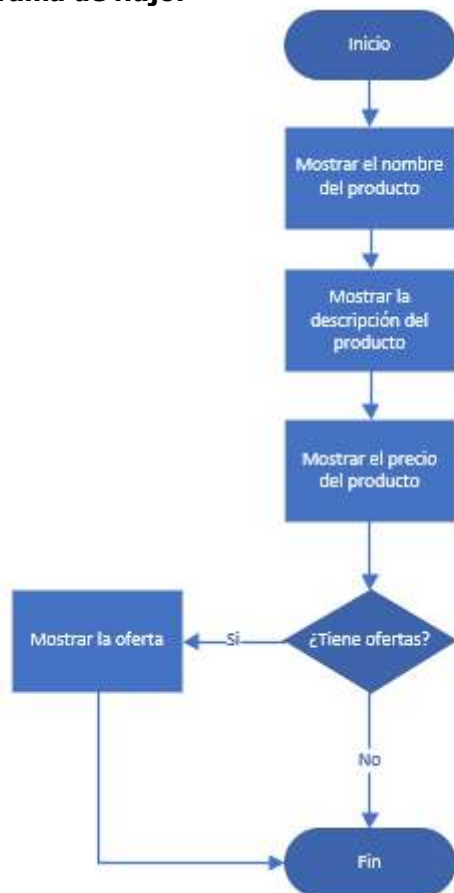 Inicio
Mostrar el nombre
del producto
Mostrar la
descripción del
producto
Mostrar el precio
del producto
¿Tiene ofertas?
Si
Mostrar la oferta
No
Fin